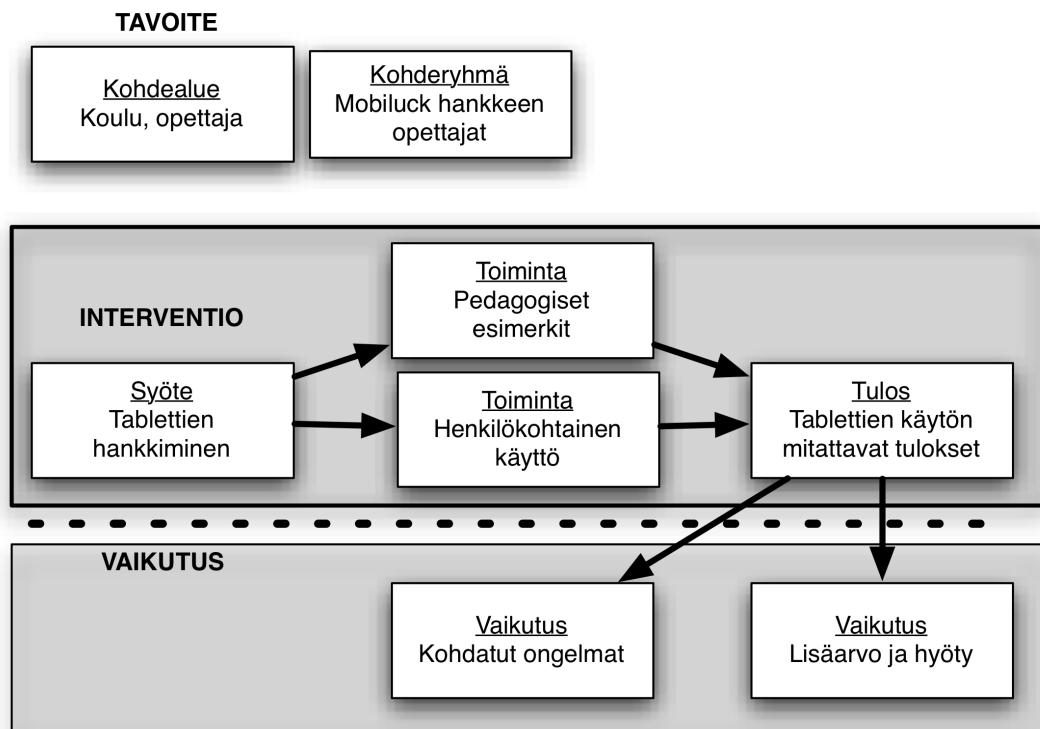 TAVOITE
Kohdealue
Koulu, opettaja
Kohderyhmä
Mobiluck hankkeen
opettajat
INTERVENTIO
Syöte
Tablettien
hankkiminen
Toiminta
Pedagogiset
esimerkit
Toiminta
Henkilökohtainen
käyttö
Tulos
Tablettien käytön
mitattavat tulokset
VAIKUTUS
Vaikutus
Kohdatut ongelmat
Vaikutus
Lisäarvo ja hyöty